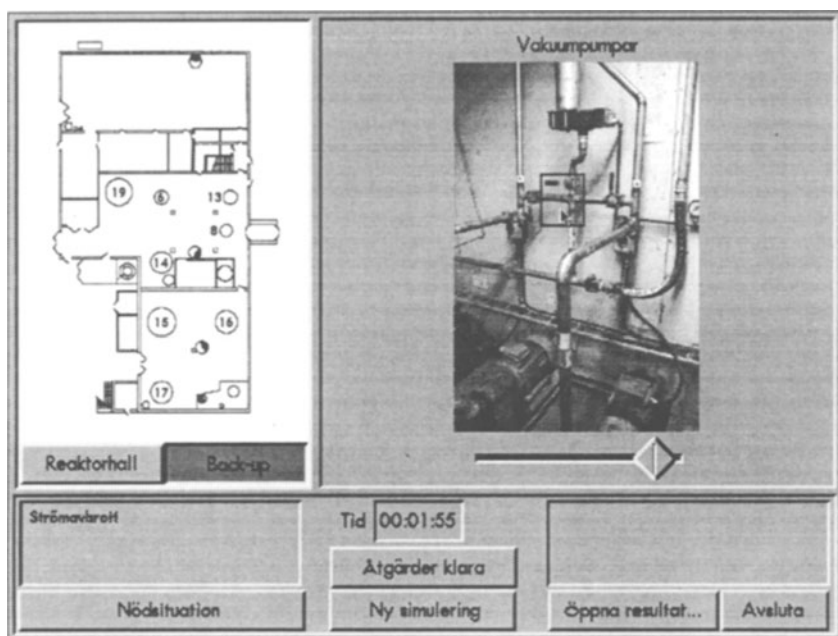 Vakuumpumpar
19
6
13
8
14
15
16
17
Reaktorhall
Back-up
Strömavbrott
Tid 00:01:55
Åtgärder klara
Nödsituation
Ny simulering
Öppna resultat...
Avsluta